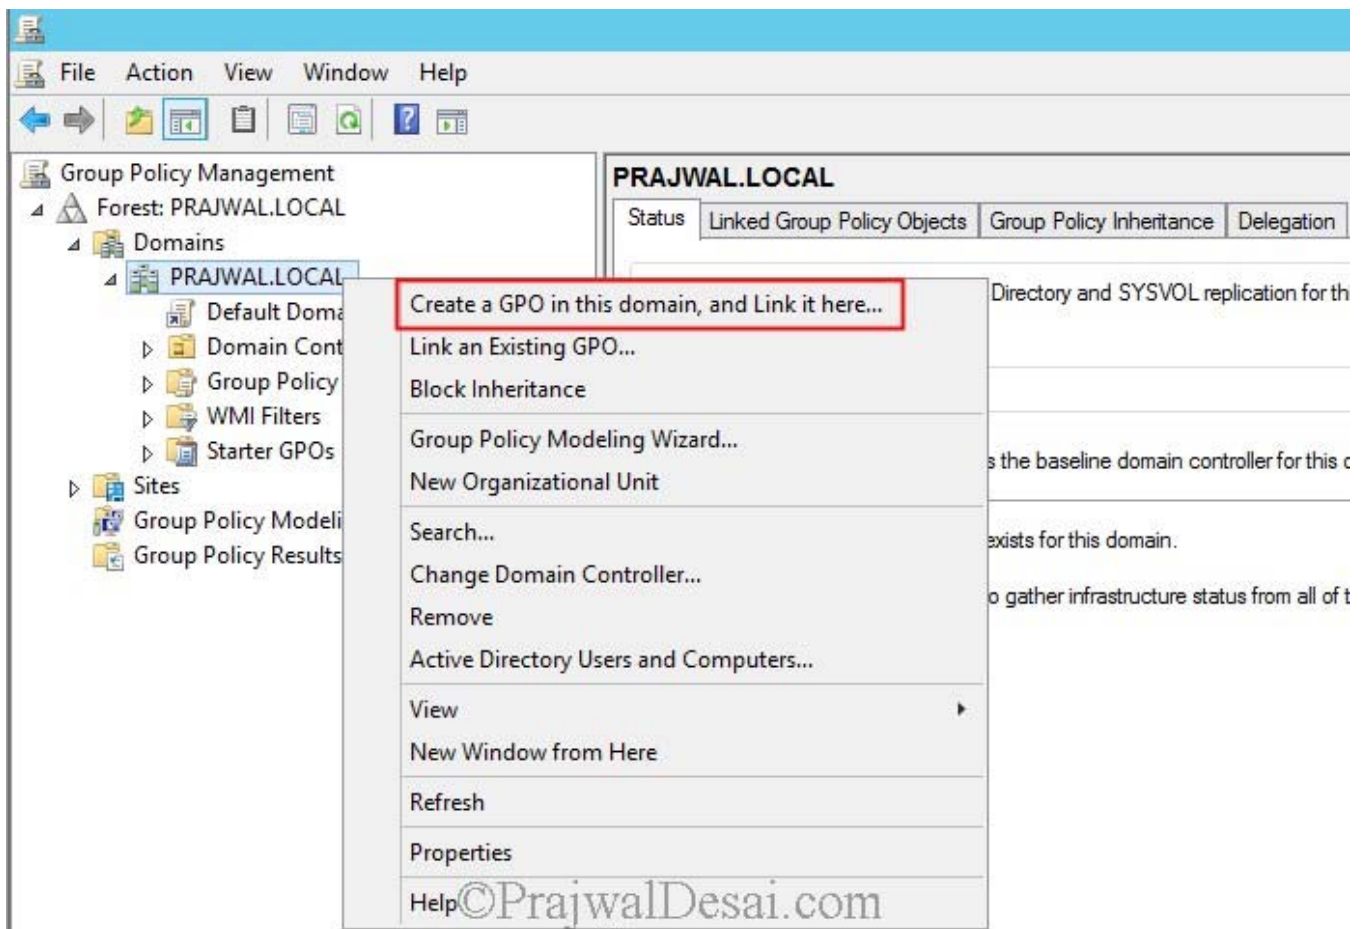 File Action View Window Help
Group Policy Management
Forest: PRAJWAL.LOCAL
Domains
PRAJWAL.LOCAL
Default Doma
Domain Cont
Group Policy
WMI Filters
Starter GPOs
Sites
Group Policy Modeli
Group Policy Results
PRAJWAL.LOCAL
Status Linked Group Policy Objects Group Policy Inheritance Delegation
Directory and SYSVOL replication for th
s the baseline domain controller for this
exists for this domain.
o gather infrastructure status from all of t
Create a GPO in this domain, and Link it here...
Link an Existing GPO...
Block Inheritance
Group Policy Modeling Wizard...
New Organizational Unit
Search...
Change Domain Controller...
Remove
Active Directory Users and Computers...
View
New Window from Here
Refresh
Properties
Help
©PrajwalDesai.com